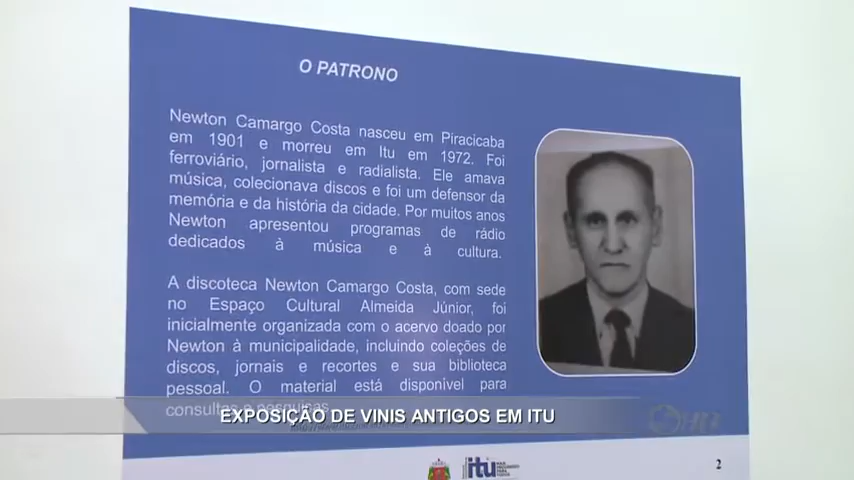 O PATRONO
Newton Camargo Costa nasceu em Piracicaba
em 1901 e morreu em Itu em 1972. Foi
ferroviário, jornalista e radialista. Ele amava
música, colecionava discos e foi um defensor da
memória e da história da cidade. Por muitos anos
Newton apresentou programas de rádio
dedicados à música e à cultura.
A discoteca Newton Camargo Costa, com sede
no Espaço Cultural Almeida Júnior, foi
inicialmente organizada com o acervo doado por
Newton à municipalidade, incluindo coleções de
discos, jornais e recortes e sua biblioteca
pessoal. O material está disponível para
consultas e pesquisas
EXPOSIÇÃO DE VINIS ANTIGOS EM ITU
itu
2